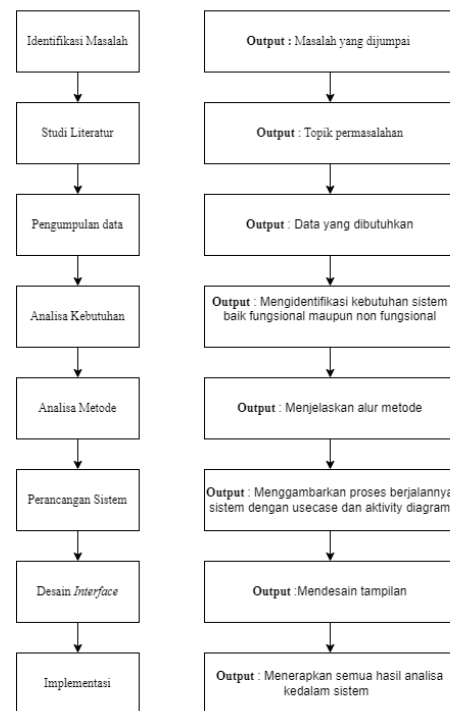 Identifikasi Masalah
Output : Masalah yang dijumpai
Studi Literatur
Output : Topik permasalahan
Pengumpulan data
Output : Data yang dibutuhkan
Analisa Kebutuhan
Output : Mengidentifikasi kebutuhan sistem
baik fungsional maupun non fungsional
Analisa Metode
Output : Menjelaskan alur metode
Perancangan Sistem
Output : Menggambarkan proses berjalannya
sistem dengan usecase dan aktivity diagram
Desain Interface
Output :Mendesain tampilan
Implementasi
Output : Menerapkan semua hasil analisa
kedalam sistem